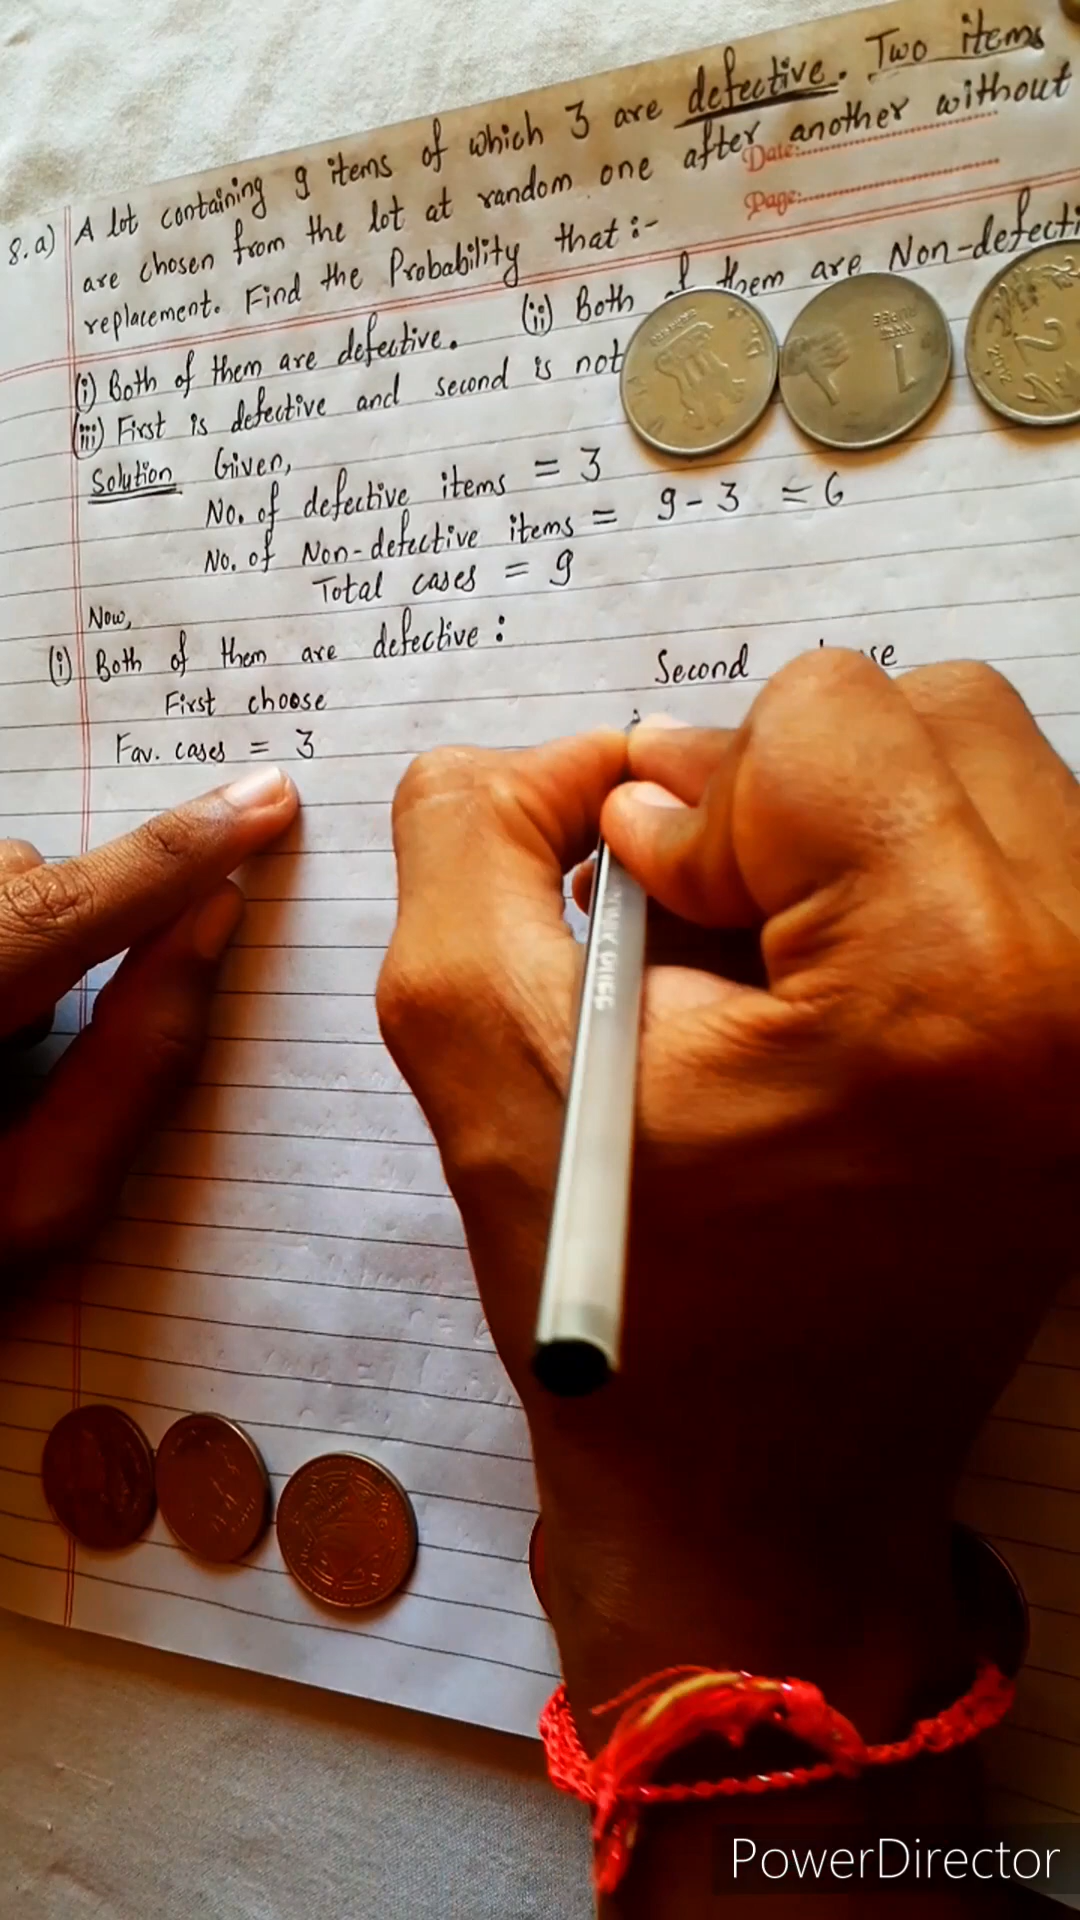 8.a) A lot containing 9 items of which 3 are defective. Two items
are chosen from the lot at random one after another without
Date:
Page:
replacement. Find the Probability that :-
(i) Both of them are defective. (ii) Both of them are Non-defecti
(iii) First is defective and second is not
Solution Given,
No. of defective items = 3
No. of Non-defective items = 9 - 3 = 6
Total cases = 9
Now,
(i) Both of them are defective :
First choose Second
Fav. cases = 3
2
1
PowerDirector